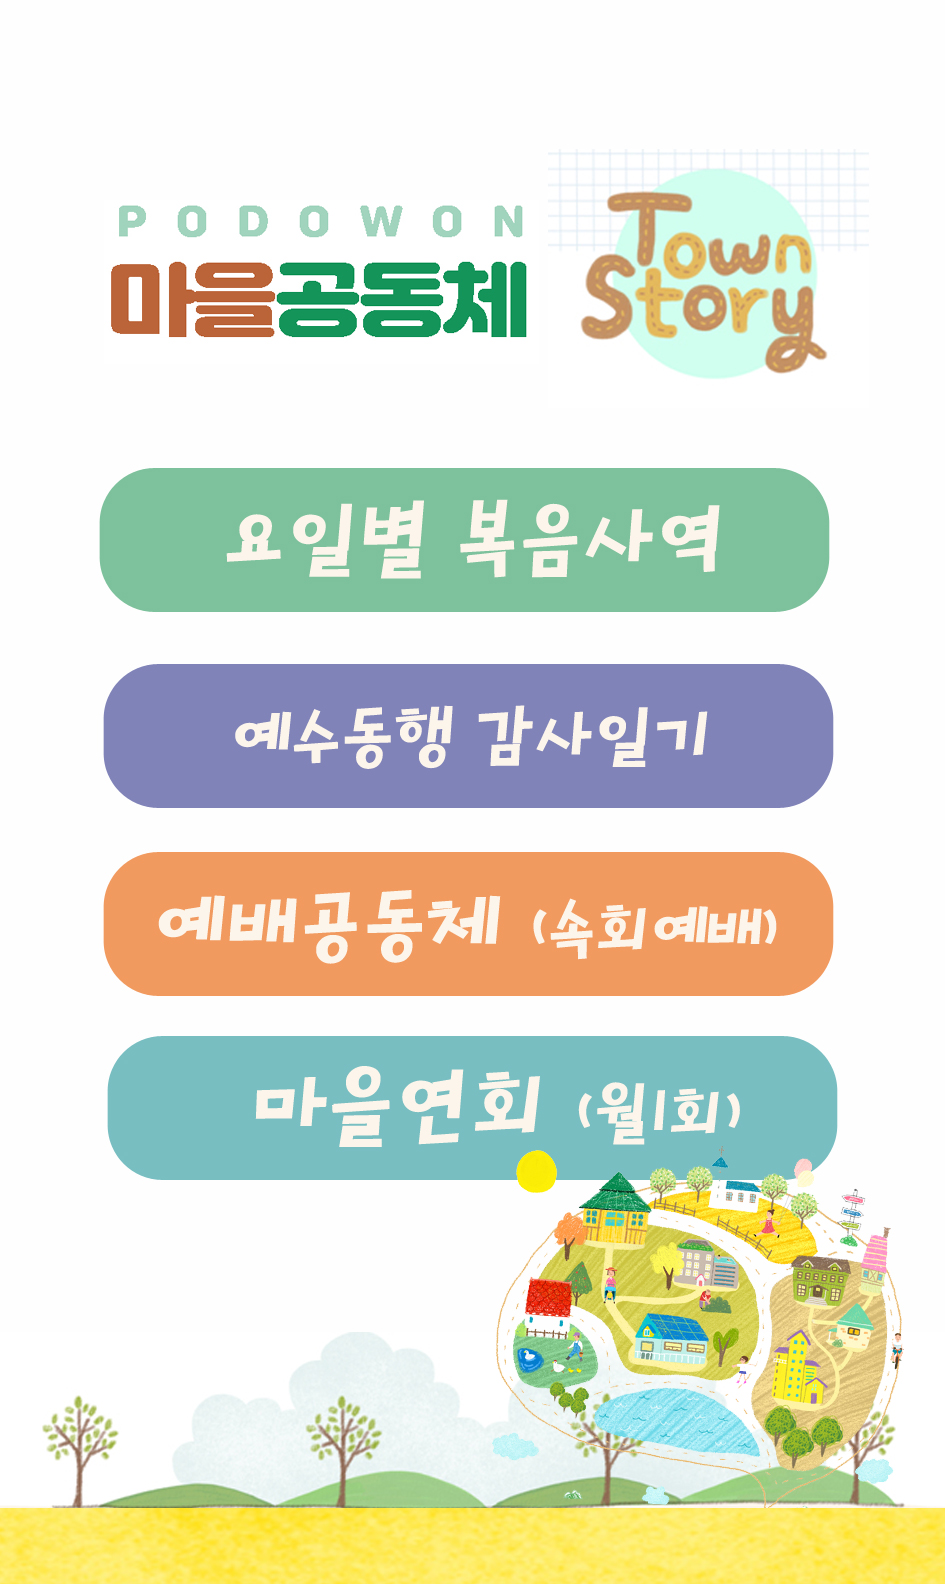 PODOWON
마을공동체
Town
Story
요일별 복음사역
예수동행 감사일기
예배공동체 (속회예배)
마을연회 (월1회)